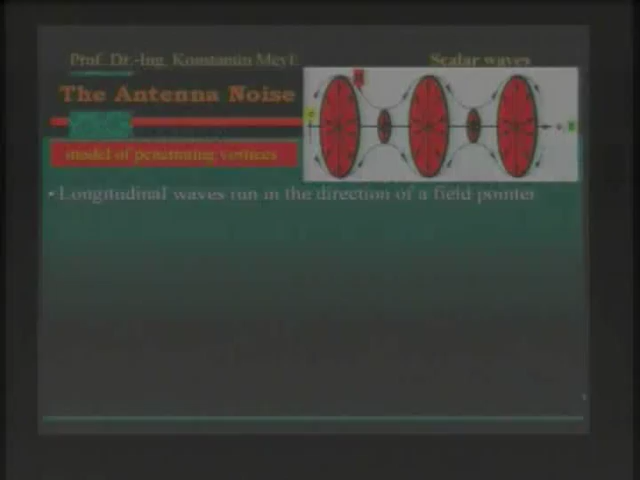 Prof. Dr.-Ing. Konstantin Meyl:
Scalar waves
The Antenna Noise
model of penetrating vortices
• Longitudinal waves run in the direction of a field pointer